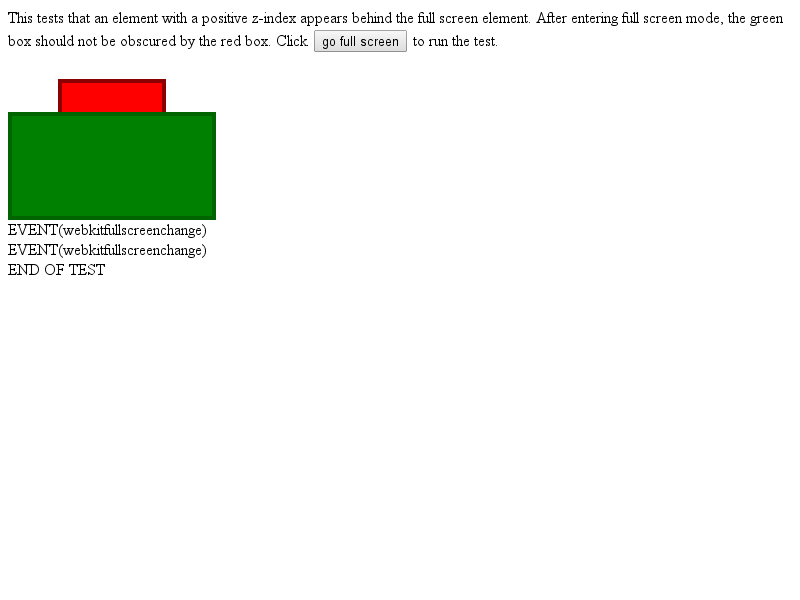 This tests that an element with a positive z-index appears behind the full screen element. After entering full screen mode, the green
box should not be obscured by the red box. Click go full screen to run the test.
EVENT(webkitfullscreenchange)
EVENT(webkitfullscreenchange)
END OF TEST